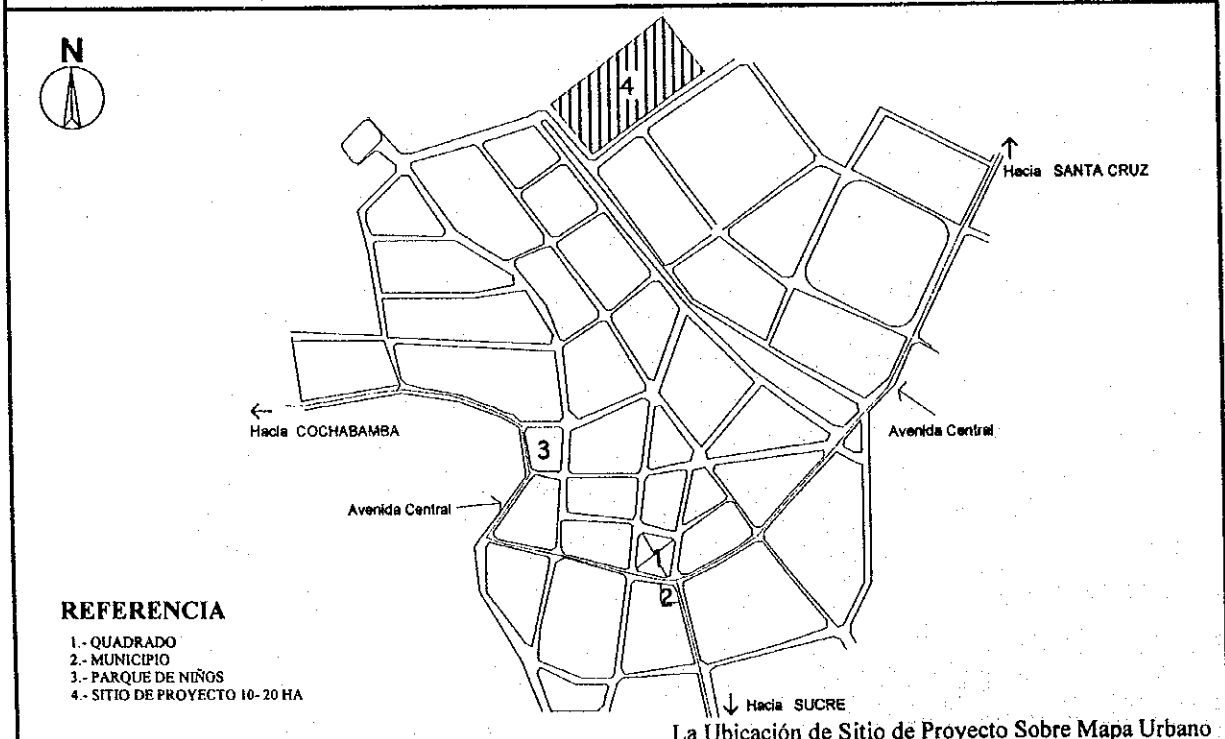 N
4
Hacia SANTA CRUZ
Hacia COCHABAMBA
3
Avenida Central
Avenida Central
1
2
REFERENCIA
1.- QUADRADO
2.- MUNICIPIO
3.- PARQUE DE NIÑOS
4.- SITIO DE PROYECTO 10-20 HA
Hacia SUCRE
La Ubicación de Sitio de Proyecto Sobre Mapa Urbano